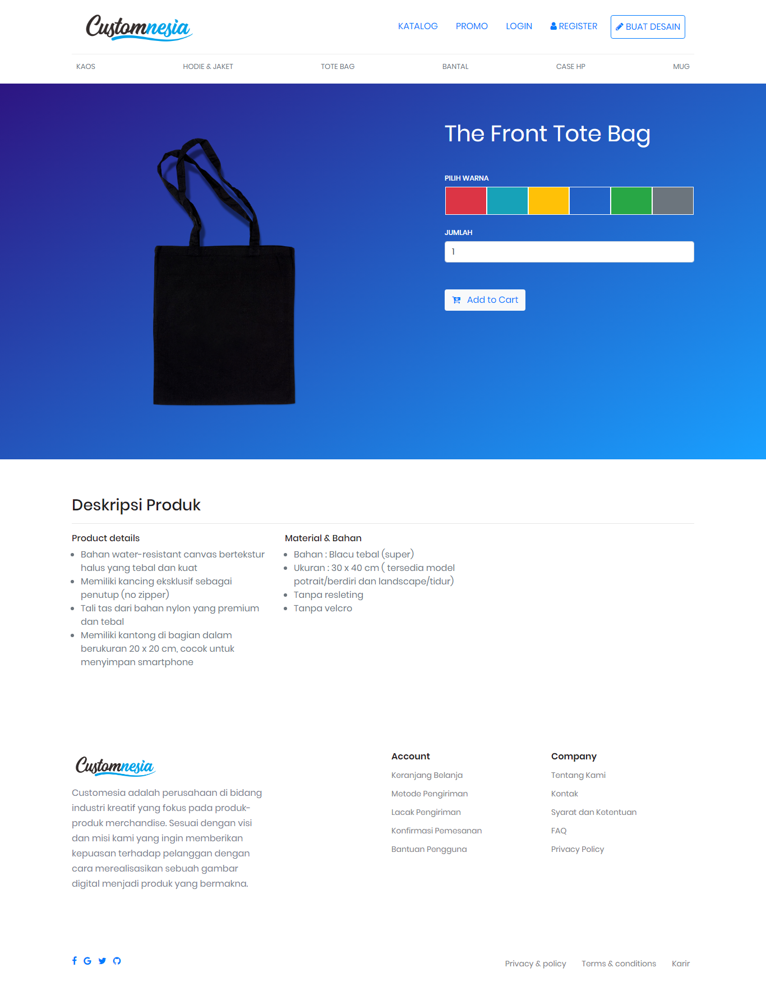 Customnesia
KATALOG PROMO LOGIN REGISTER BUAT DESAIN
KAOS HODIE & JAKET TOTE BAG BANTAL CASE HP MUG
The Front Tote Bag
PILIH WARNA
JUMLAH
1
Add to Cart
Deskripsi Produk
Product details
Bahan water-resistant canvas bertekstur
halus yang tebal dan kuat
Memiliki kancing eksklusif sebagai
penutup (no zipper)
Tali tas dari bahan nylon yang premium
dan tebal
Memiliki kantong di bagian dalam
berukuran 20 x 20 cm, cocok untuk
menyimpan smartphone
Material & Bahan
Bahan : Blacu tebal (super)
Ukuran : 30 x 40 cm ( tersedia model
potrait/berdiri dan landscape/tidur)
Tanpa resleting
Tanpa velcro
Customnesia
Customesia adalah perusahaan di bidang
industri kreatif yang fokus pada produk-
produk merchandise. Sesuai dengan visi
dan misi kami yang ingin memberikan
kepuasan terhadap pelanggan dengan
cara merealisasikan sebuah gambar
digital menjadi produk yang bermakna.
Account
Keranjang Belanja
Metode Pengiriman
Lacak Pengiriman
Konfirmasi Pemesanan
Bantuan Pengguna
Company
Tentang Kami
Kontak
Syarat dan Ketentuan
FAQ
Privacy Policy
Privacy & policy Terms & conditions Karir